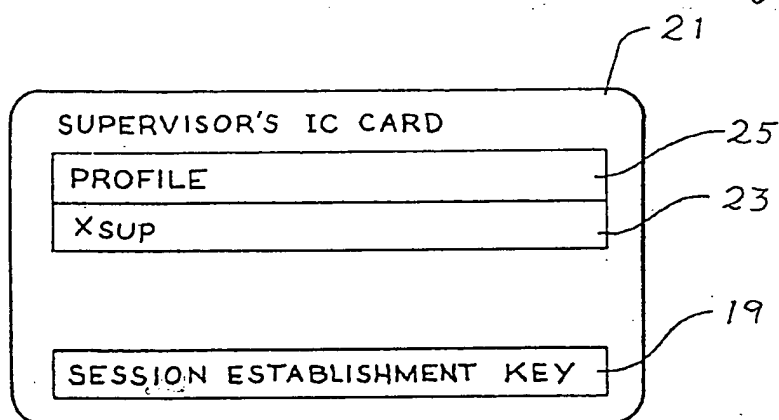 21
SUPERVISOR'S IC CARD
PROFILE
25
XSUP
23
SESSION ESTABLISHMENT KEY
19